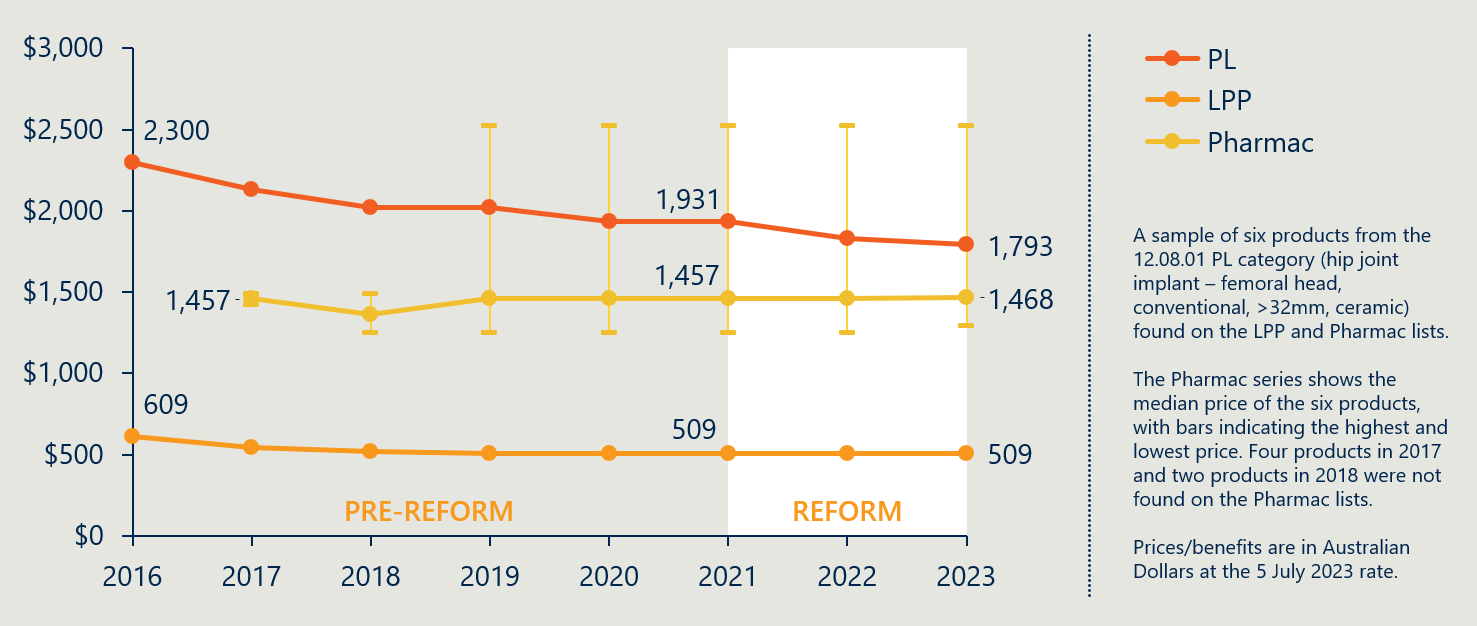 $3,000
$2,500
$2,000
$1,500
$1,000
$500
$0
2,300
1,931
1,793
1,457
1,457
1,468
609
509
509
PRE-REFORM
REFORM
2016
2017
2018
2019
2020
2021
2022
2023
PL
LPP
Pharmac
A sample of six products from the
12.08.01 PL category (hip joint
implant – femoral head,
conventional, >32mm, ceramic)
found on the LPP and Pharmac lists.
The Pharmac series shows the
median price of the six products,
with bars indicating the highest and
lowest price. Four products in 2017
and two products in 2018 were not
found on the Pharmac lists.
Prices/benefits are in Australian
Dollars at the 5 July 2023 rate.